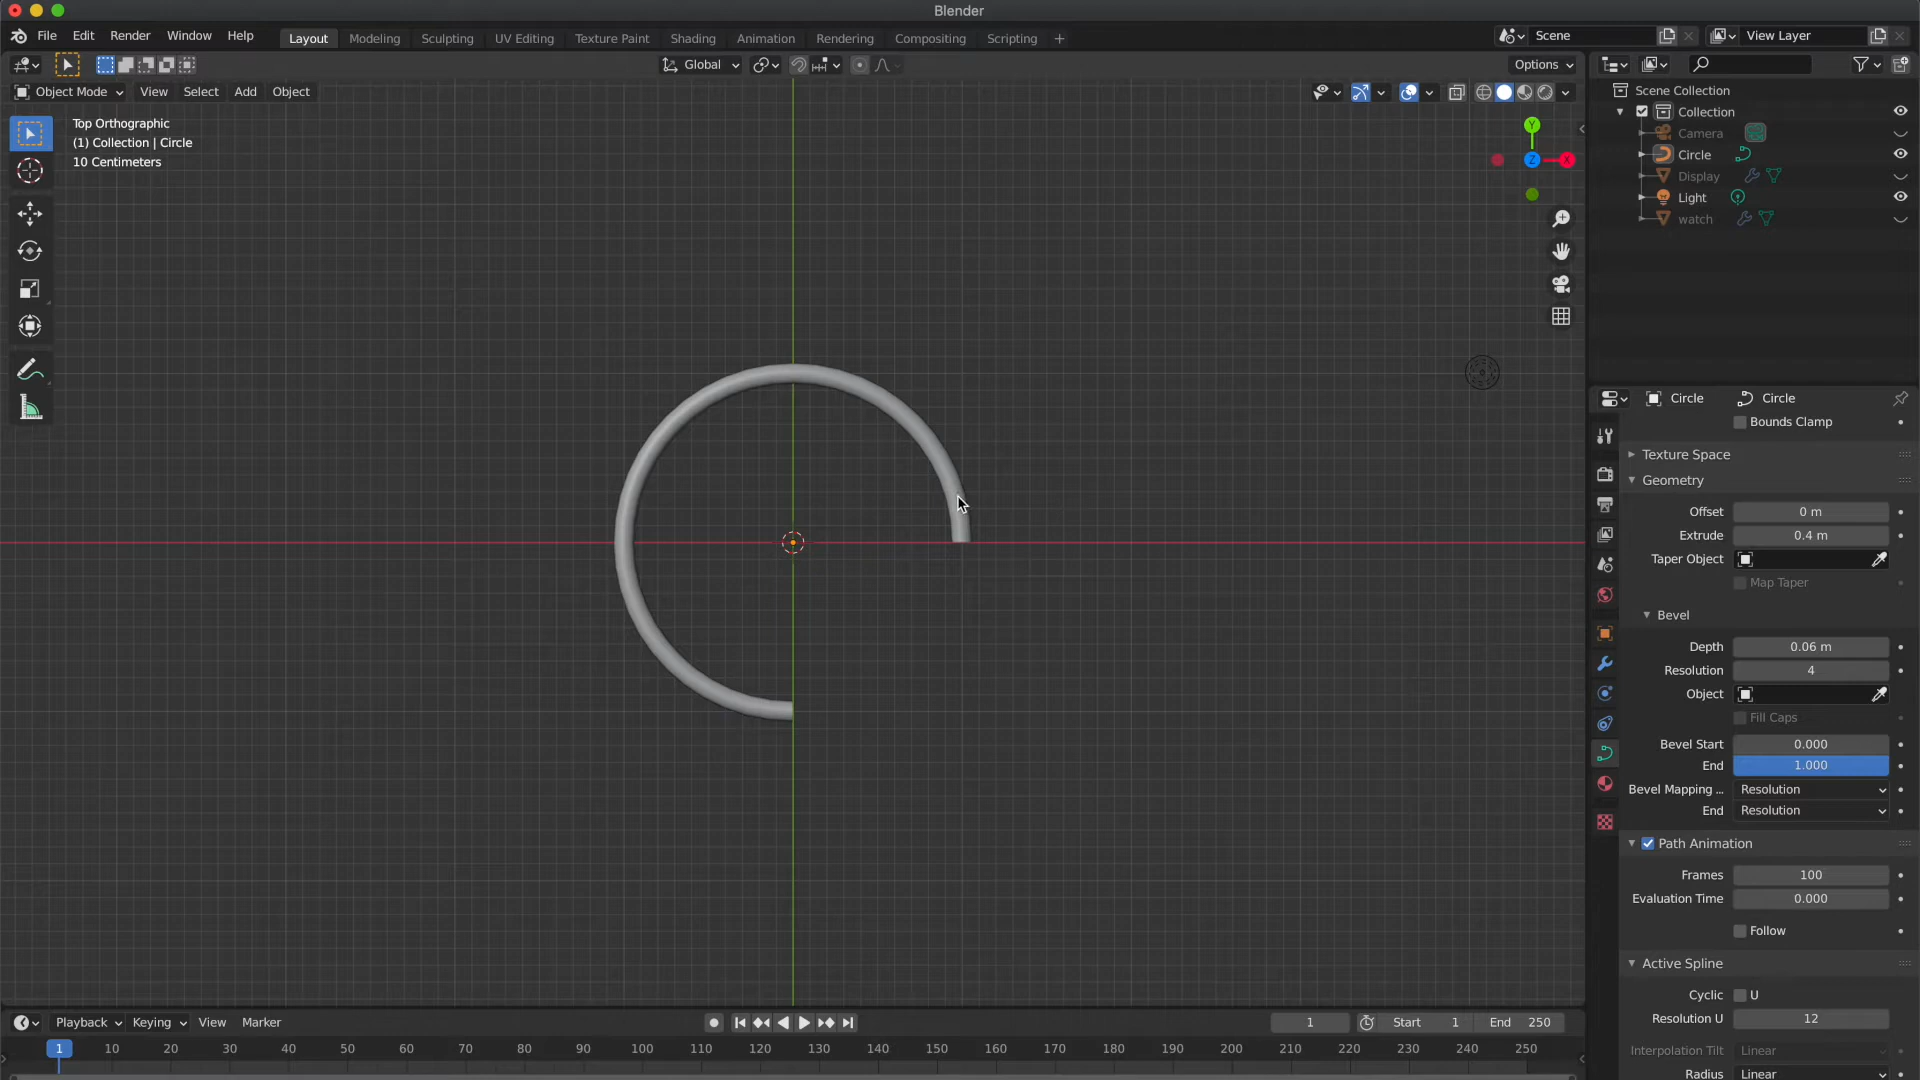 Blender
File Edit Render Window Help
Layout Modeling Sculpting UV Editing Texture Paint Shading Animation Rendering Compositing Scripting +
Scene
View Layer
Global
Options
Object Mode View Select Add Object
Top Orthographic
(1) Collection | Circle
10 Centimeters
Y
Z
X
Scene Collection
Collection
Camera
Circle
Display
Light
watch
Circle Circle
Bounds Clamp
Texture Space
Geometry
Offset 0 m
Extrude 0.4 m
Taper Object
Map Taper
Bevel
Depth 0.06 m
Resolution 4
Object
Fill Caps
Bevel Start 0.000
End 1.000
Bevel Mapping ... Resolution
End Resolution
Path Animation
Frames 100
Evaluation Time 0.000
Follow
Active Spline
Cyclic U
Resolution U 12
Interpolation Tilt Linear
Radius Linear
Playback Keying View Marker
1 Start 1 End 250
1 10 20 30 40 50 60 70 80 90 100 110 120 130 140 150 160 170 180 190 200 210 220 230 240 250